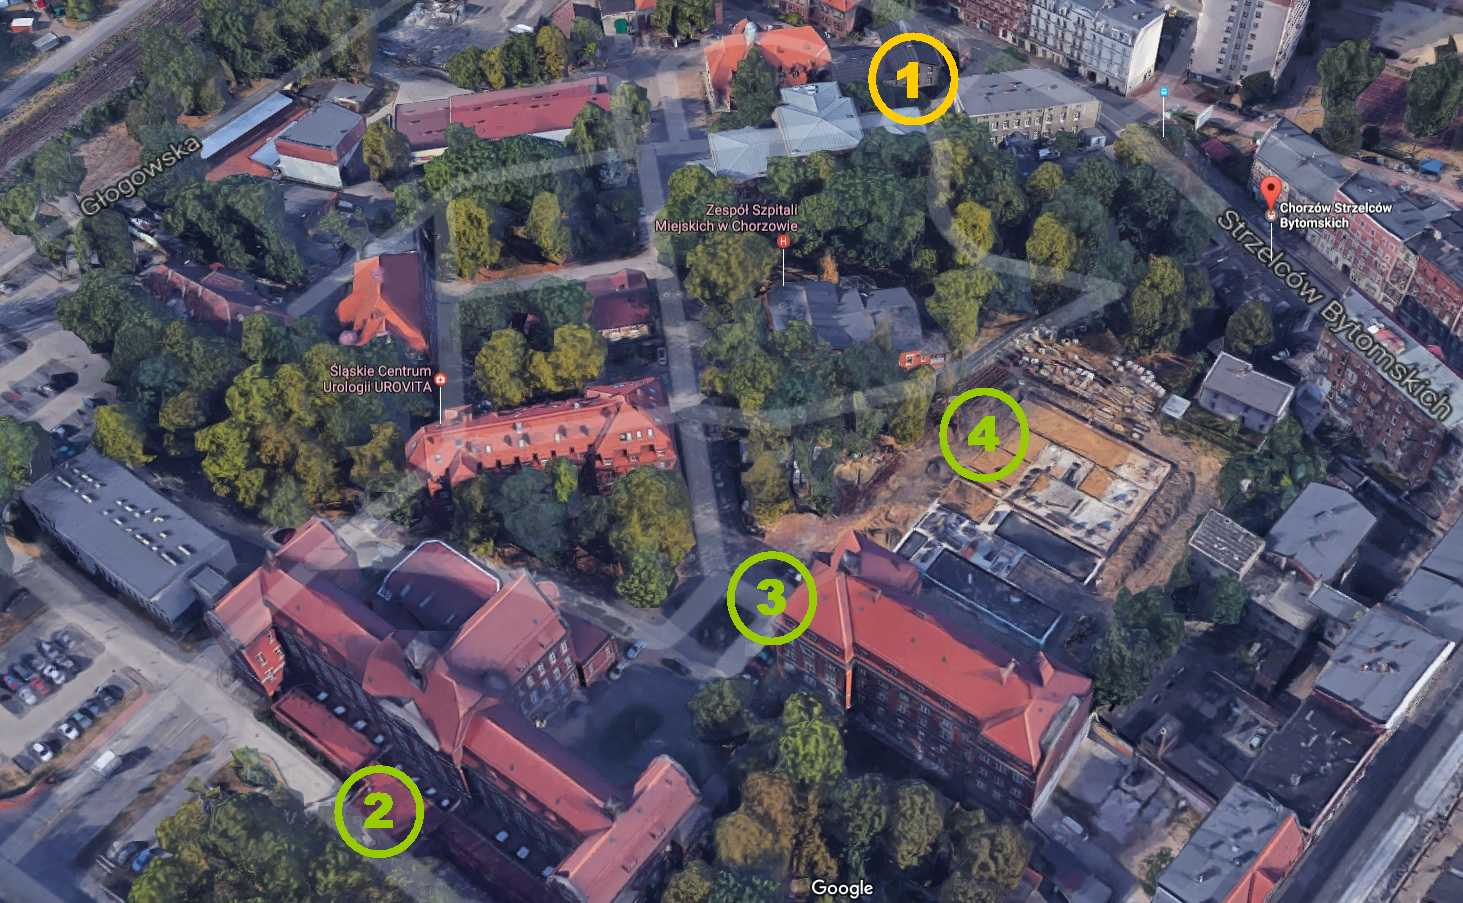 1
Głogowska
Zespół Szpitali
Miejskich w Chorzowie
Chorzów Strzelców
Bytomskich
Strzelców Bytomskich
Śląskie Centrum
Urologii UROVITA
4
3
2
Google